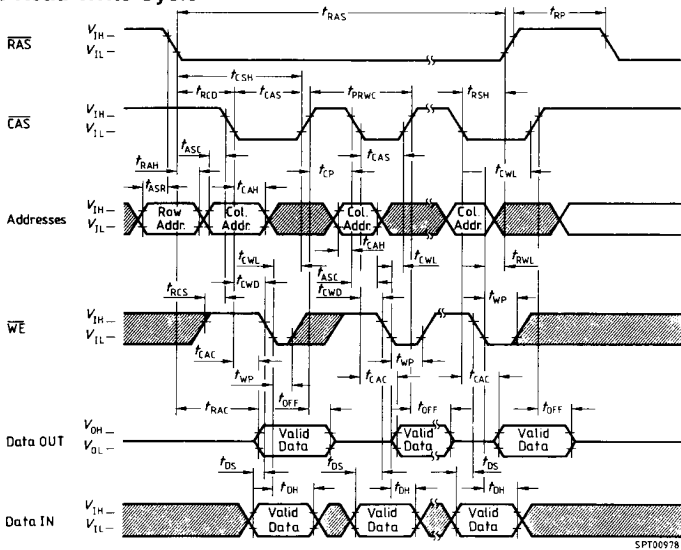 tRAS
tRP
RAS
VIH
VIL
tCSH
tRCD
tCAS
tPRWC
tRSH
CAS
VIH
VIL
tASC
tRAH
tCP
tCAS
tCWL
tASR
tCAH
Addresses
VIH
VIL
Row Addr.
Col. Addr.
Col. Addr.
Col. Addr.
tCAH
tCWL
tASC
tCWL
tRWL
tCWD
tCWD
tRCS
tWP
WE
VIH
VIL
tCAC
tWP
tWP
tCAC
tCAC
tRAC
tOFF
tOFF
tOFF
Data OUT
VOH
VOL
Valid Data
Valid Data
Valid Data
tDS
tDS
tDS
tDH
tDH
tDH
Data IN
VIH
VIL
Valid Data
Valid Data
Valid Data
SPT00978